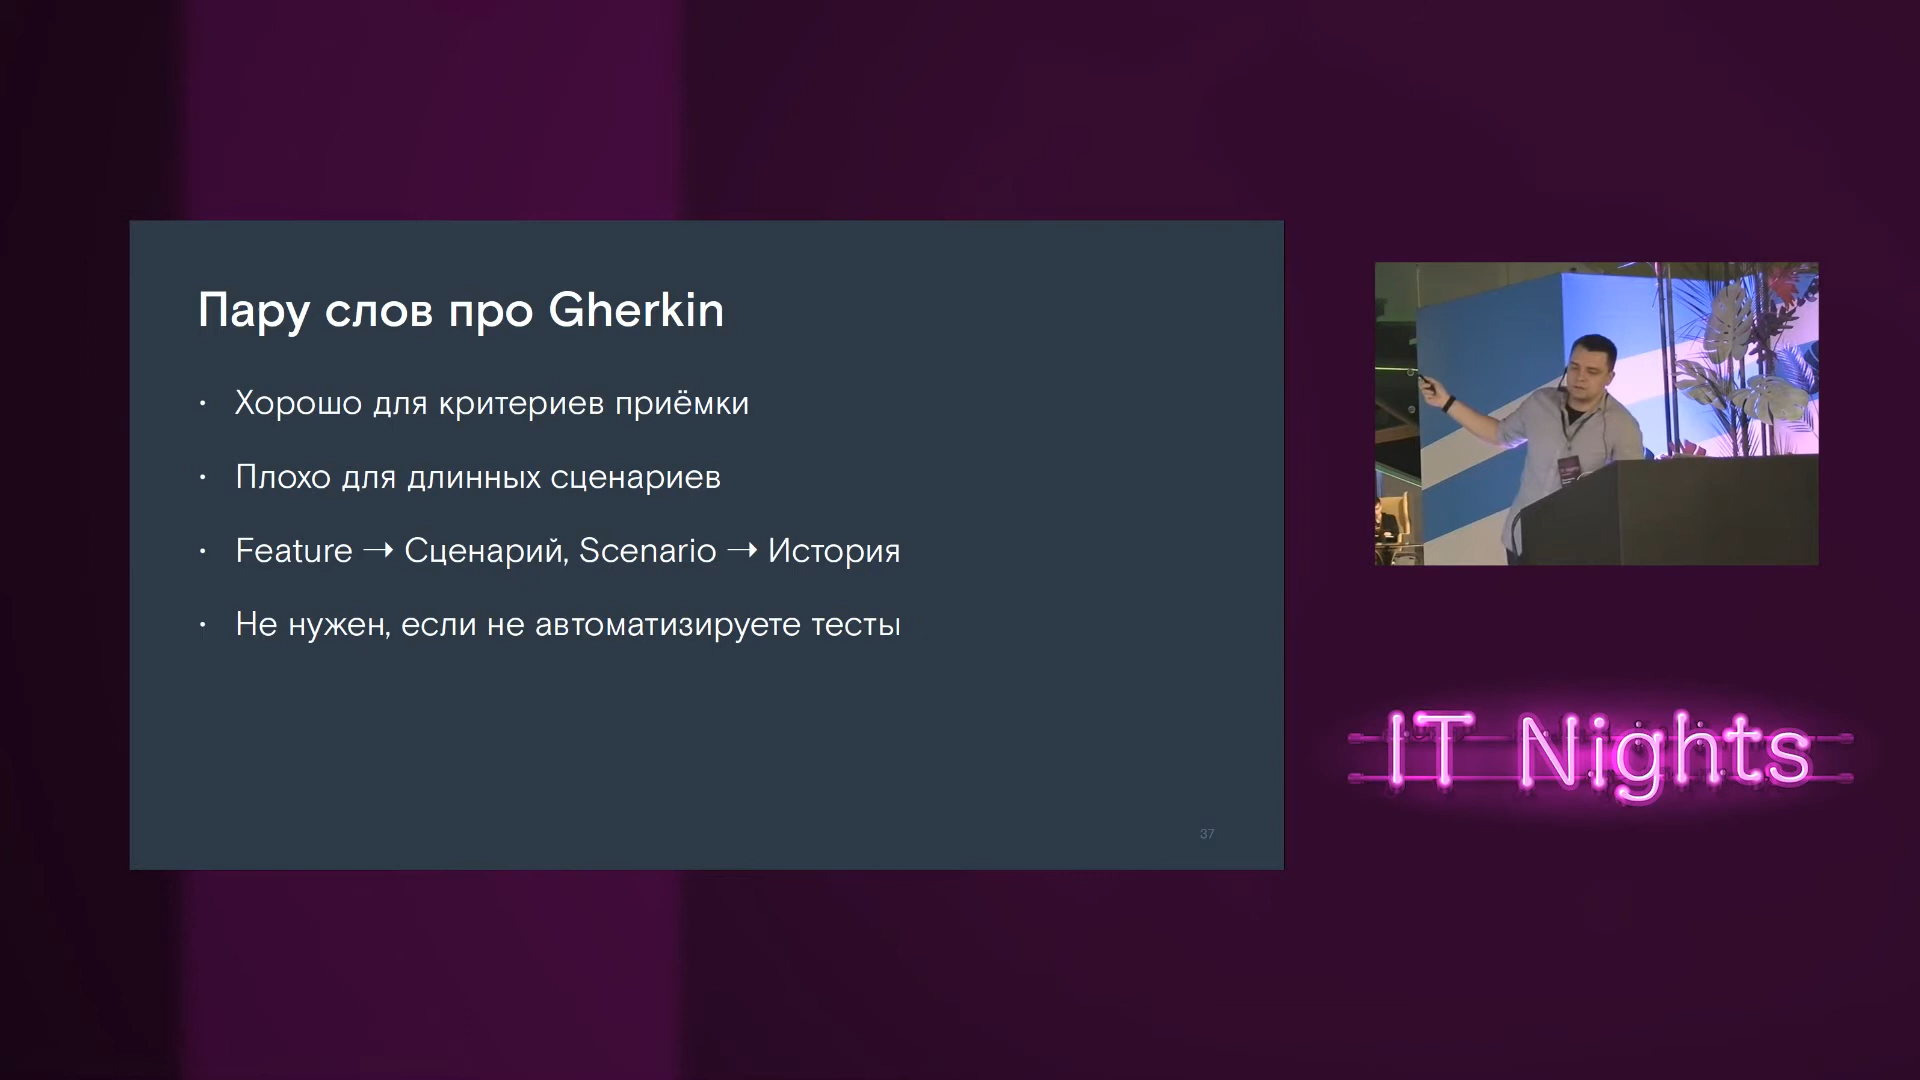 Пару слов про Gherkin
· Хорошо для критериев приёмки
· Плохо для длинных сценариев
· Feature → Сценарий, Scenario → История
· Не нужен, если не автоматизируете тесты
37
IT Nights